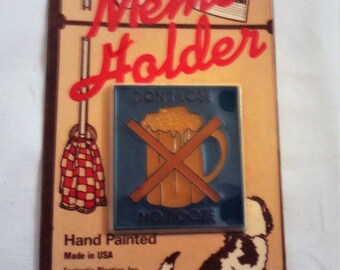 Memo
Holder
DON'T LOSE
NO BOOZE
Hand Painted
Made in USA